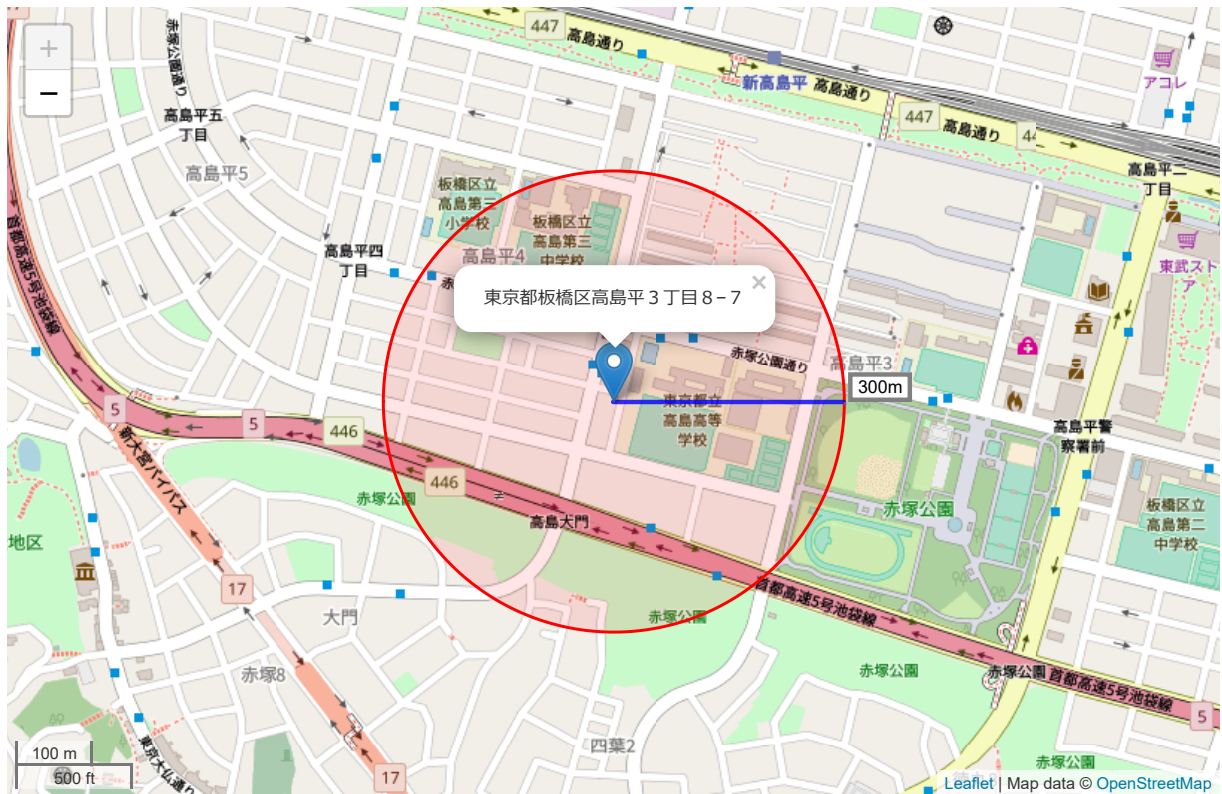 +
−
447
高島通り
赤塚公園通り
新高島平
高島通り
アコレ
447
高島通り
44
高島平五
丁目
高島平5
板橋区立
高島第三
小学校
板橋区立
高島第三
中学校
高島平二
丁目
高島平四
丁目
高島平4
東武スト
ア
赤
×
東京都板橋区高島平３丁目８−７
首都高速5号池袋線
赤塚公園通り
高島平3
300m
東京都立
高島高等
学校
5
5
446
446
高島平警
察署前
新大宮バイパス
赤塚公園
高島大門
赤塚公園
板橋区立
高島第二
中学校
地区
17
大門
赤塚公園
首都高速5号池袋線
赤塚8
赤塚公園
赤塚公園
首都高速5号池袋線
5
四葉2
東京大仏通り
17
赤塚公園
100 m
500 ft
Leaflet | Map data © OpenStreetMap